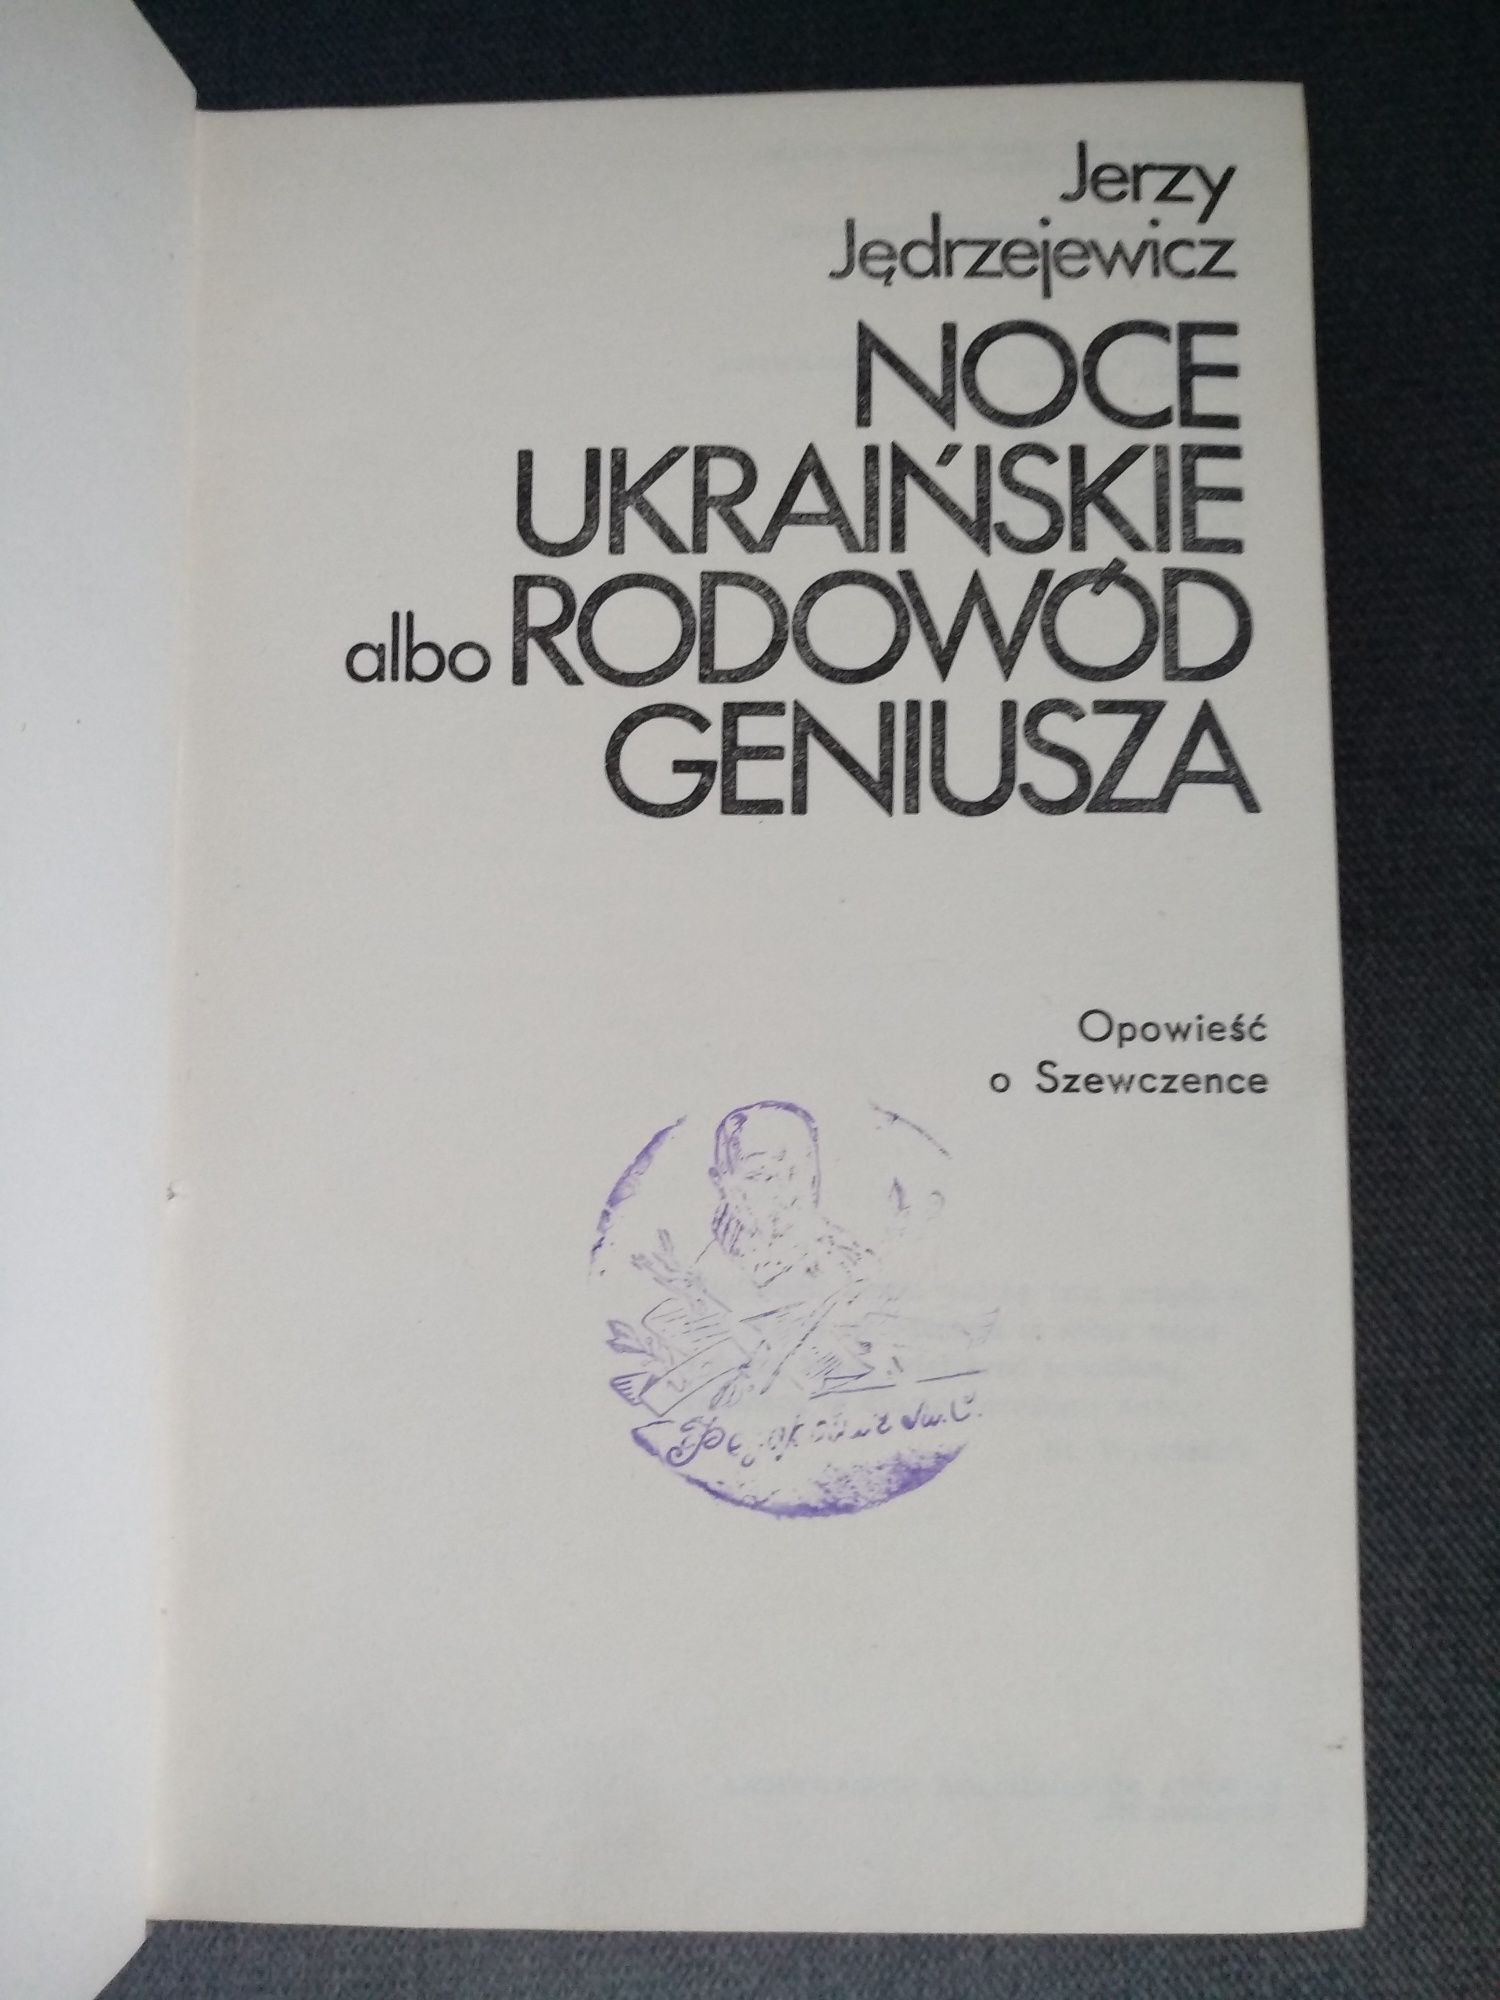 Jerzy
Jędrzejewicz
NOCE
UKRAIŃSKIE
albo RODOWÓD
GENIUSZA
Opowieść
o Szewczence